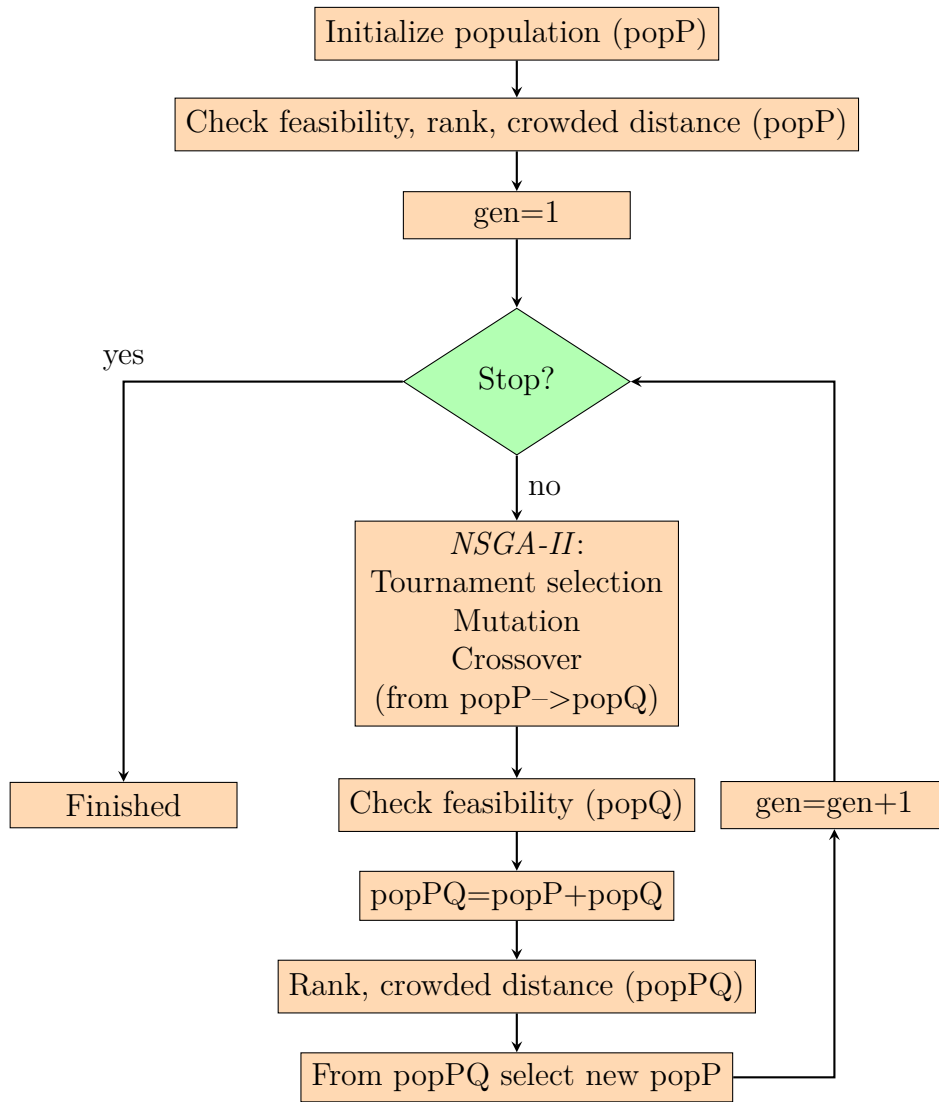 Initialize population (popP)
Check feasibility, rank, crowded distance (popP)
gen=1
Stop?
yes
no
NSGA-II:
Tournament selection
Mutation
Crossover
(from popP–>popQ)
Finished
Check feasibility (popQ)
gen=gen+1
popPQ=popP+popQ
Rank, crowded distance (popPQ)
From popPQ select new popP